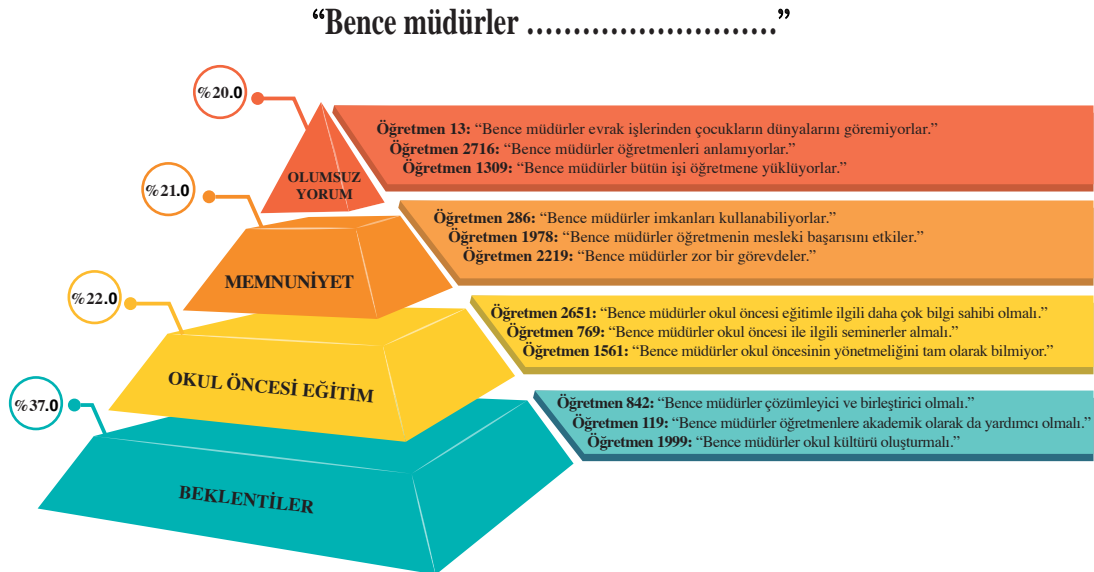 “Bence müdürler ...........................”
%20.0
OLUMSUZ
YORUM
Öğretmen 13: “Bence müdürler evrak işlerinden çocukların dünyalarını göremiyorlar.”
Öğretmen 2716: “Bence müdürler öğretmenleri anlamıyorlar.”
Öğretmen 1309: “Bence müdürler bütün işi öğretmene yüklüyorlar.”
%21.0
MEMNUNİYET
Öğretmen 286: “Bence müdürler imkanları kullanabiliyorlar.”
Öğretmen 1978: “Bence müdürler öğretmenin mesleki başarısını etkiler.”
Öğretmen 2219: “Bence müdürler zor bir görevdeler.”
%22.0
OKUL ÖNCESİ EĞİTİM
Öğretmen 2651: “Bence müdürler okul öncesi eğitimle ilgili daha çok bilgi sahibi olmalı.”
Öğretmen 769: “Bence müdürler okul öncesi ile ilgili seminerler almalı.”
Öğretmen 1561: “Bence müdürler okul öncesinin yönetmeliğini tam olarak bilmiyor.”
%37.0
BEKLENTİLER
Öğretmen 842: “Bence müdürler çözümleyici ve birleştirici olmalı.”
Öğretmen 119: “Bence müdürler öğretmenlere akademik olarak da yardımcı olmalı.”
Öğretmen 1999: “Bence müdürler okul kültürü oluşturmalı.”